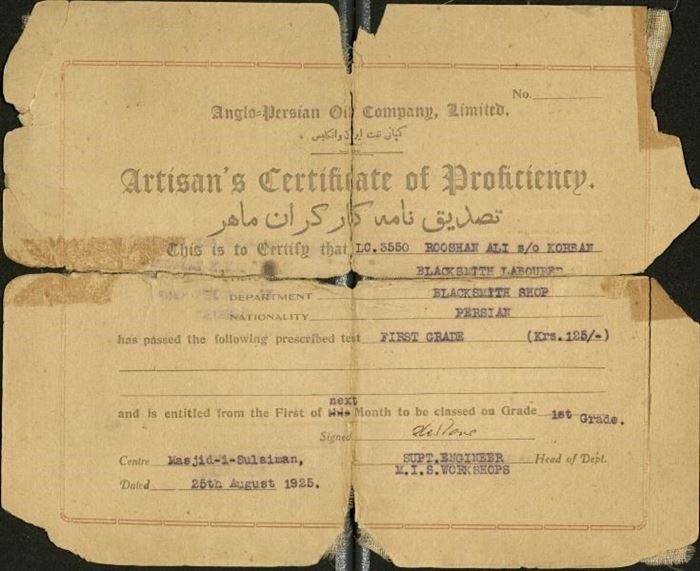 No.
Anglo-Persian Oil Company, Limited.
کمپانی نفت ایران و انگلیس
Artisan's Certificate of Proficiency.
تصدیق نامه کارگران ماهر
This is to Certify that LC.3550 ROOSHAN ALI s/o KORBAN
BLACKSMITH LABOURER
DEPARTMENT BLACKSMITH SHOP
NATIONALITY PERSIAN
has passed the following prescribed test FIRST GRADE (Krs.125/-)
next
and is entitled from the First of this Month to be classed on Grade 1st Grade.
Signed
Centre Masjid-i-Sulaiman, SUPT.ENGINEER Head of Dept.
M.I.S.WORKSHOPS
Dated 25th August 1925.